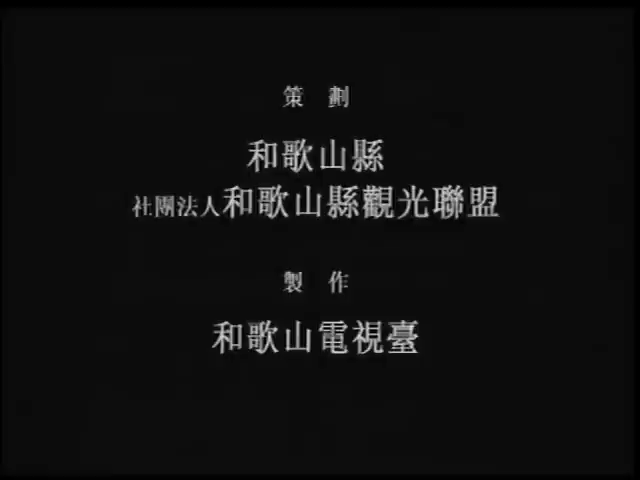 策 劃
和歌山縣
社團法人和歌山縣觀光聯盟
製 作
和歌山電視臺